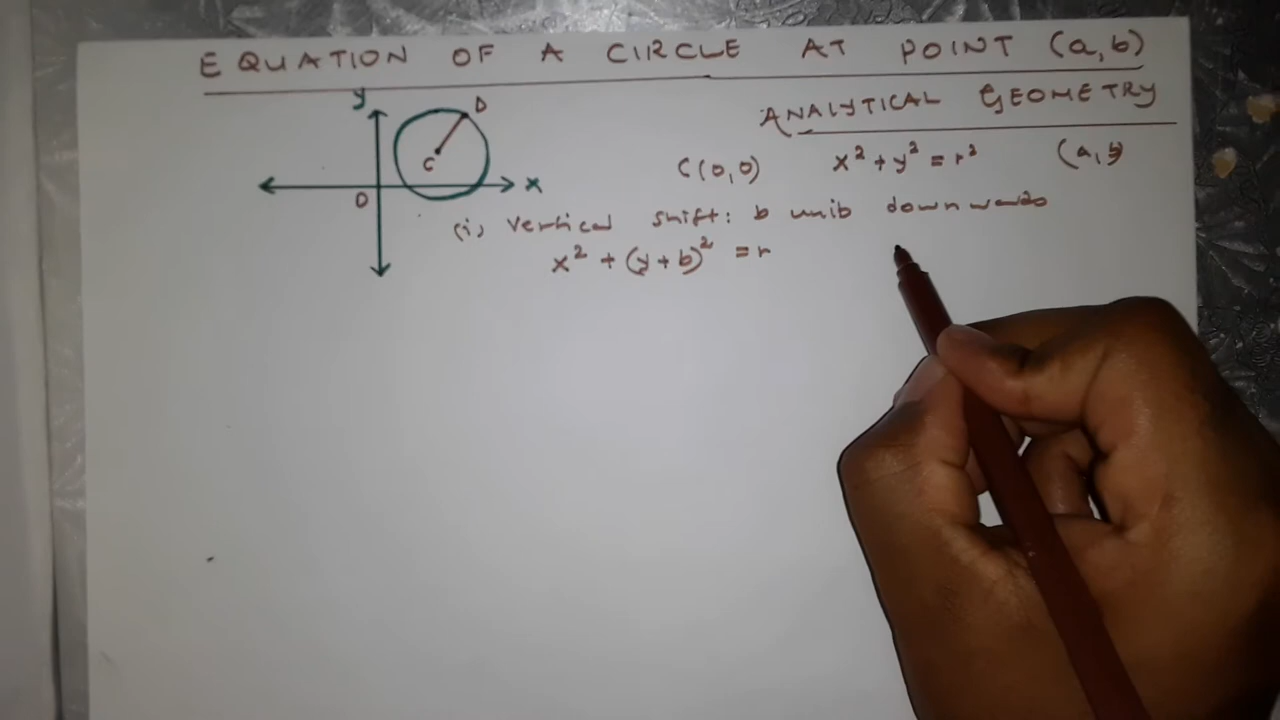 EQUATION OF A CIRCLE AT POINT (a,b)
ANALYTICAL GEOMETRY
y
D
C
x
O
C(0,0) x² + y² = r² (a,b)
(i) vertical shift: b units downwards
x² + (y + b)² = r